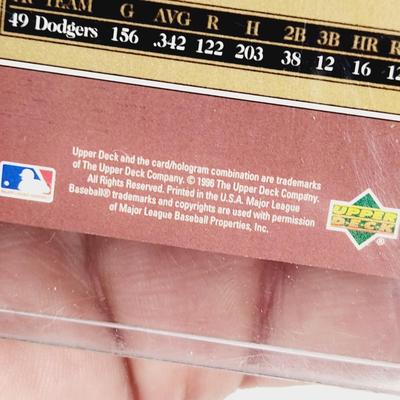 TEAM G AVG R H 2B 3B HR
49 Dodgers 156 .342 122 203 38 12 16
Upper Deck and the card/hologram combination are trademarks
of The Upper Deck Company. © 1996 The Upper Deck Company.
All Rights Reserved. Printed in the U.S.A. Major League
Baseball® trademarks and copyrights are used with permission
of Major League Baseball Properties, Inc.
UPPER
DECK